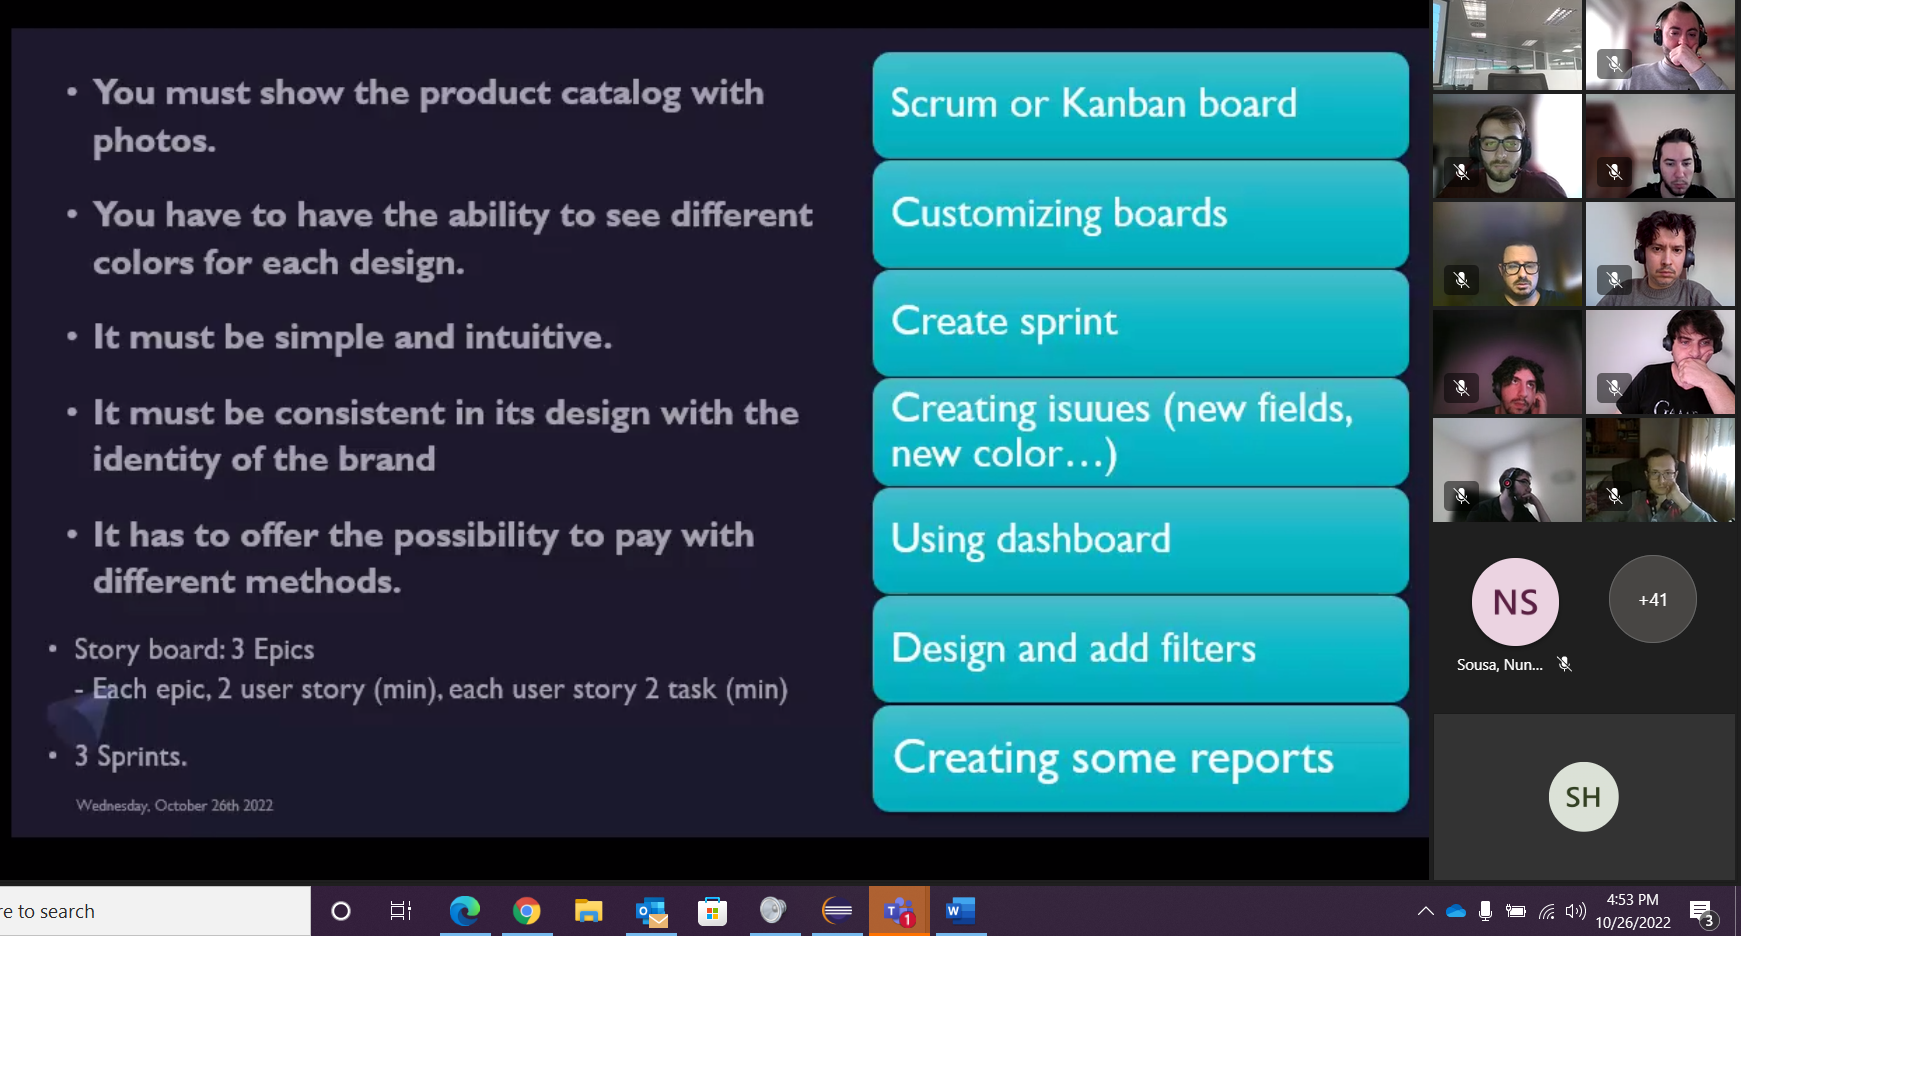 • You must show the product catalog with
photos.
• You have to have the ability to see different
colors for each design.
• It must be simple and intuitive.
• It must be consistent in its design with the
identity of the brand
• It has to offer the possibility to pay with
different methods.
• Story board: 3 Epics
- Each epic, 2 user story (min), each user story 2 task (min)
• 3 Sprints.
Wednesday, October 26th 2022
Scrum or Kanban board
Customizing boards
Create sprint
Creating isuues (new fields,
new color...)
Using dashboard
Design and add filters
Creating some reports
NS
+41
Sousa, Nun...
SH
re to search
T
1
W
4:53 PM
10/26/2022
3